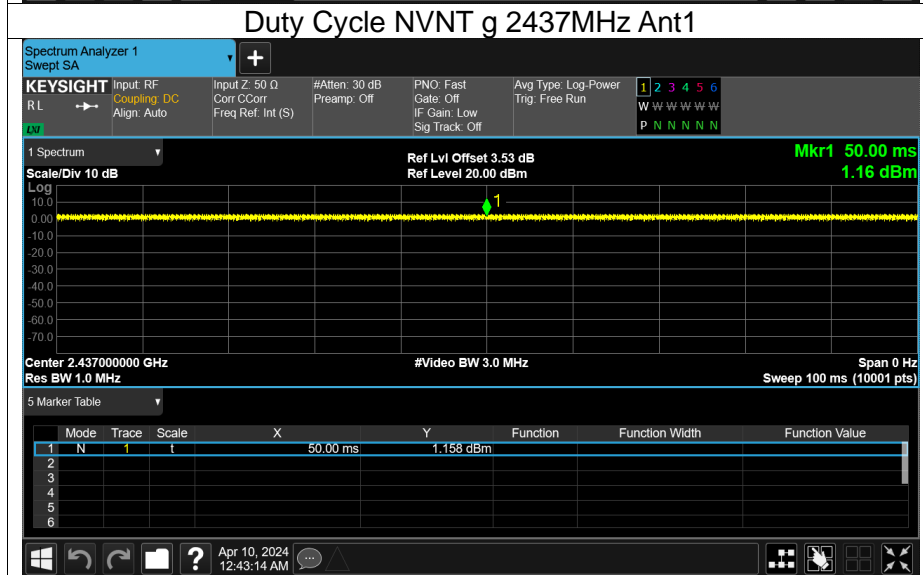 Duty Cycle NVNT g 2437MHz Ant1
Spectrum Analyzer 1
Swept SA
+
KEYSIGHT Input: RF Input Z: 50 Ω #Atten: 30 dB PNO: Fast Avg Type: Log-Power 1 2 3 4 5 6
R L Coupling: DC Corr CCorr Preamp: Off Gate: Off Trig: Free Run W W W W W W
Align: Auto Freq Ref: Int (S) IF Gain: Low
LXI Sig Track: Off P N N N N N
1 Spectrum Ref Lvl Offset 3.53 dB Mkr1 50.00 ms
Scale/Div 10 dB Ref Level 20.00 dBm 1.16 dBm
Log
10.0
1
0.00
-10.0
-20.0
-30.0
-40.0
-50.0
-60.0
-70.0
Center 2.437000000 GHz #Video BW 3.0 MHz Span 0 Hz
Res BW 1.0 MHz Sweep 100 ms (10001 pts)
5 Marker Table
Mode Trace Scale X Y Function Function Width Function Value
1 N 1 t 50.00 ms 1.158 dBm
2
3
4
5
6
? Apr 10, 2024
12:43:14 AM